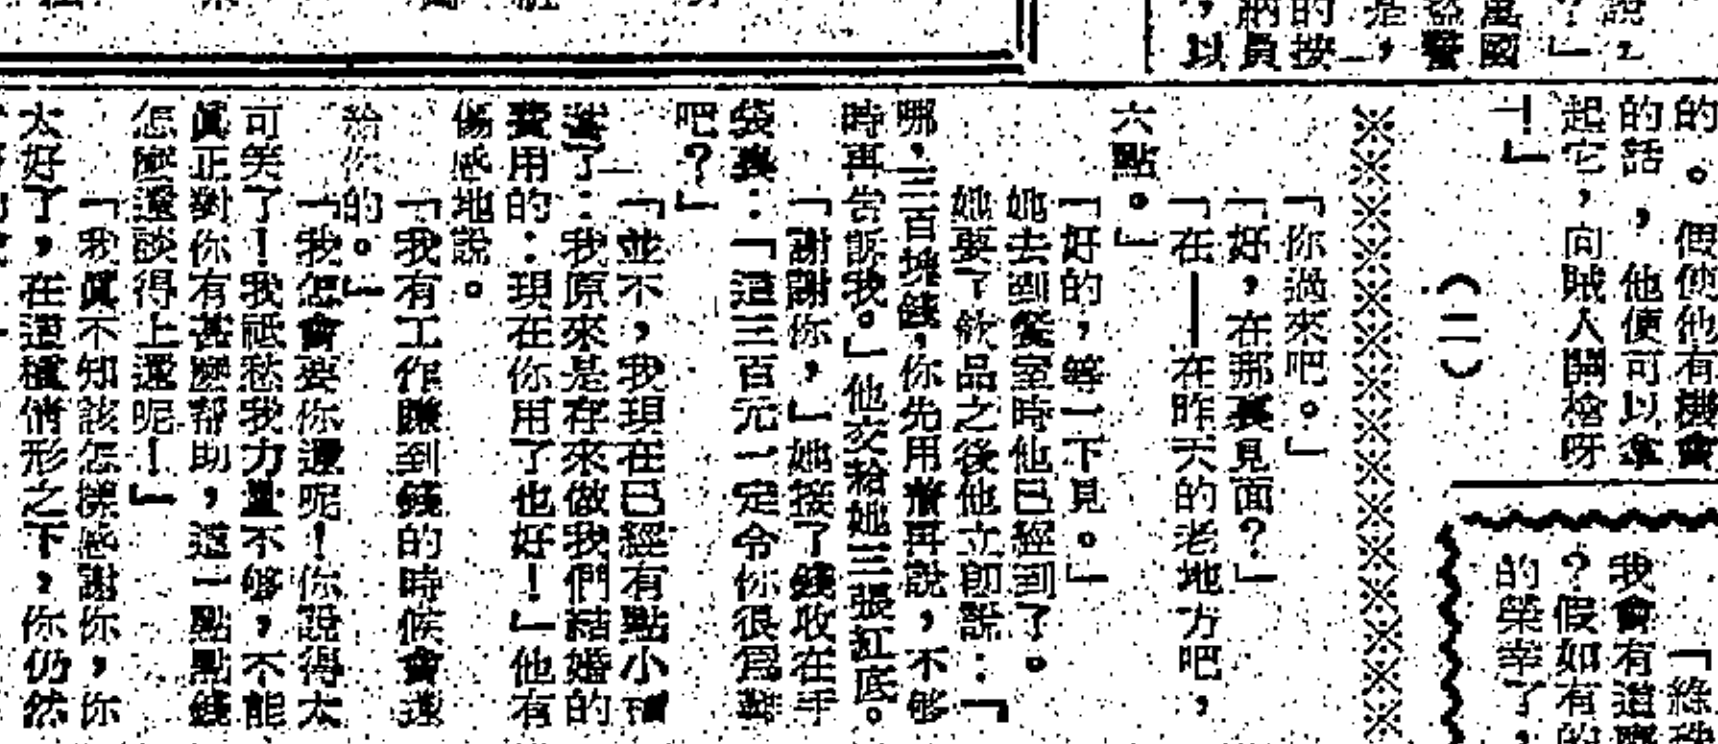 的。假使他有機會
的話，他便可以拿
起它，向賊人開槍呀
！」
（二）
「你過來吧。」
「好，在那裏見面？」
「在——在昨天的老地方吧，
六點。」
「好的，等一下見。」
她去到餐室時他已經到了。
她要了飲品之後他立卽說：「
哪，三百塊錢，你先用着再說，不够
時再告訴我。」他交給她三張紅底。
「謝謝你，」她接了錢收在手
袋裏：「這三百元一定令你很爲難
吧？」
「並不，我現在已經有點小積
蓄了：我原來是存來做我們結婚的
費用的：現在你用了也好！」他有
傷感地說。
「我有工作賺到錢的時候會還
給你的。」
「我怎會要你還呢！你說得太
可笑了！我祗愁我力量不够，不能
眞正對你有甚麼帮助，這一點點錢
怎麼還談得上還呢！」
「我眞不知該怎樣感謝你，你
太好了，在這種情形之下，你仍然
我會有這
？假如有
的榮幸了，